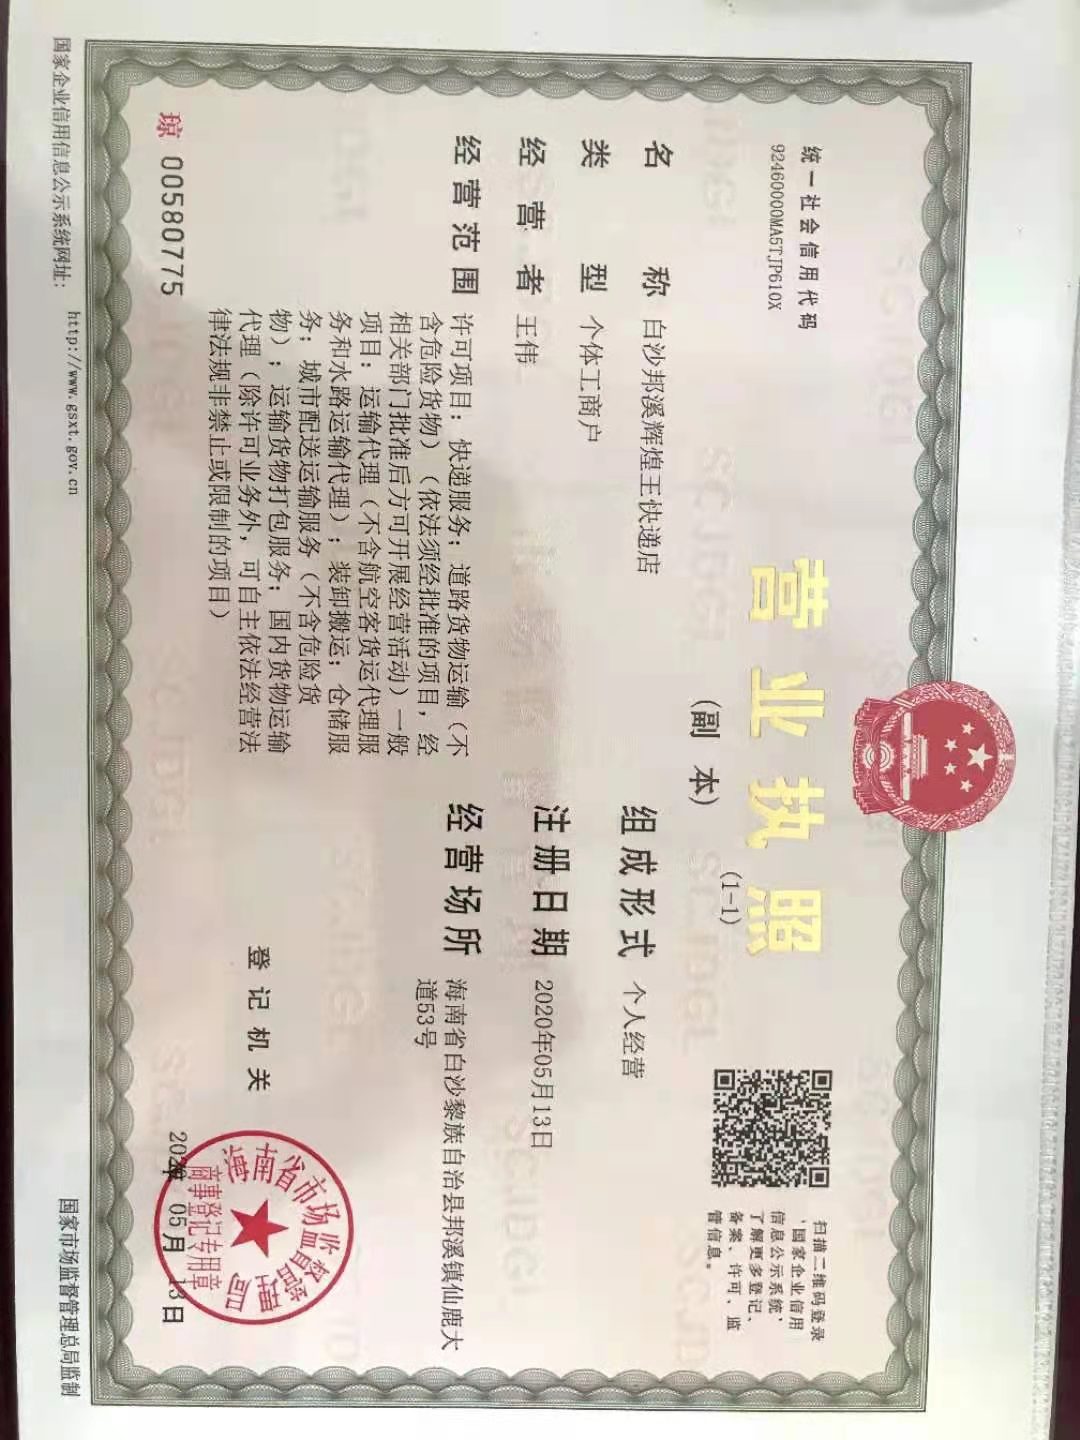 统一社会信用代码
92460000MA5TJP610X
营业执照
(副本)
(1-1)
扫描二维码登录
‘国家企业信用
信息公示系统’
了解更多登记、
备案、许可、监
管信息。
名称 白沙邦溪辉煌王快递店
类型 个体工商户
经营者 王伟
经营范围 许可项目：快递服务；道路货物运输（不
含危险货物）（依法须经批准的项目，经
相关部门批准后方可开展经营活动）一般
项目：运输代理（不含航空客货运代理服
务和水路运输代理）；装卸搬运；仓储服
务；城市配送运输服务（不含危险货
物）；运输货物打包服务；国内货物运输
代理（除许可业务外，可自主依法经营法
律法规非禁止或限制的项目）
组成形式 个人经营
注册日期 2020年05月13日
经营场所 海南省白沙黎族自治县邦溪镇仙鹿大
道53号
登记机关
海南省市场监督管理局
商事登记专用章
2020年 05月 13日
琼 00580775
国家企业信用信息公示系统网址： http://www.gsxt.gov.cn
国家市场监督管理总局监制